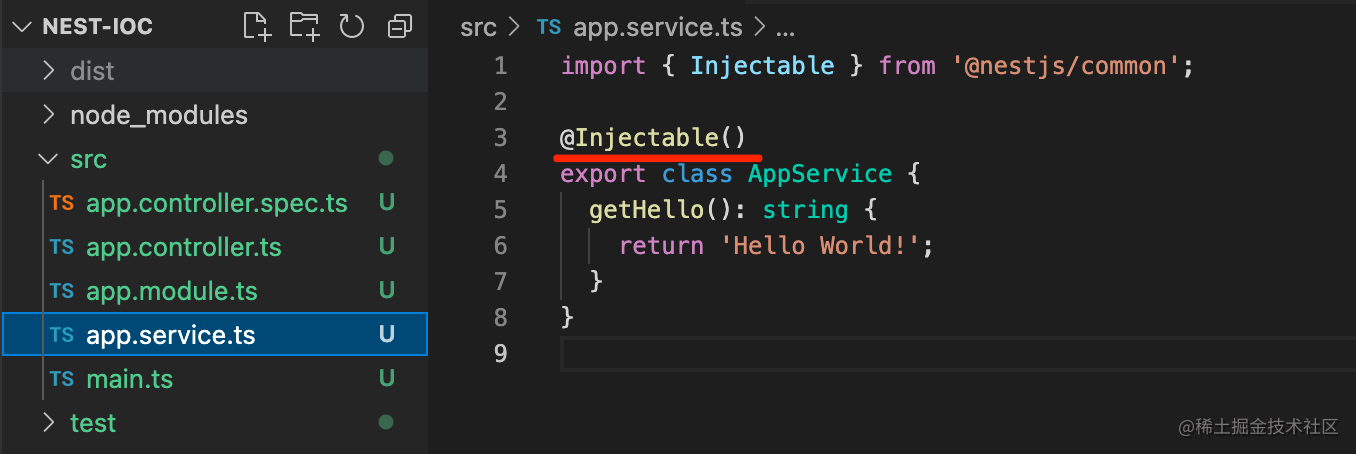 NEST-IOC
dist
node_modules
src
TS app.controller.spec.ts U
TS app.controller.ts U
TS app.module.ts U
TS app.service.ts U
TS main.ts U
test
src > TS app.service.ts > ...
1 import { Injectable } from '@nestjs/common';
2
3 @Injectable()
4 export class AppService {
5 getHello(): string {
6 return 'Hello World!';
7 }
8 }
9
@稀土掘金技术社区